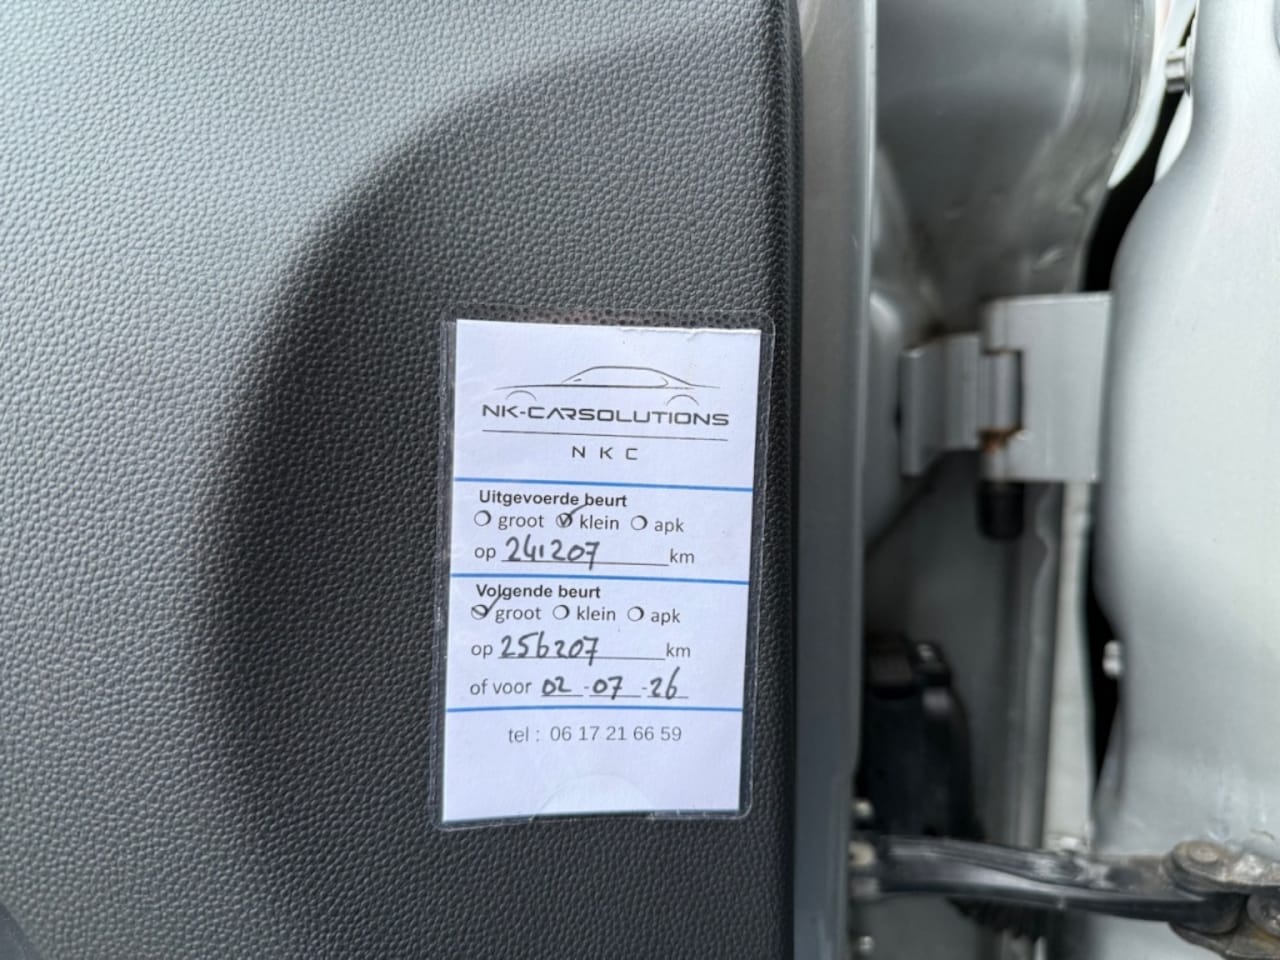 NK-CARSOLUTIONS
NKC
Uitgevoerde beurt
groot klein apk
op 241207 km
Volgende beurt
groot klein apk
op 256207 km
of voor 02-07-26
tel : 06 17 21 66 59